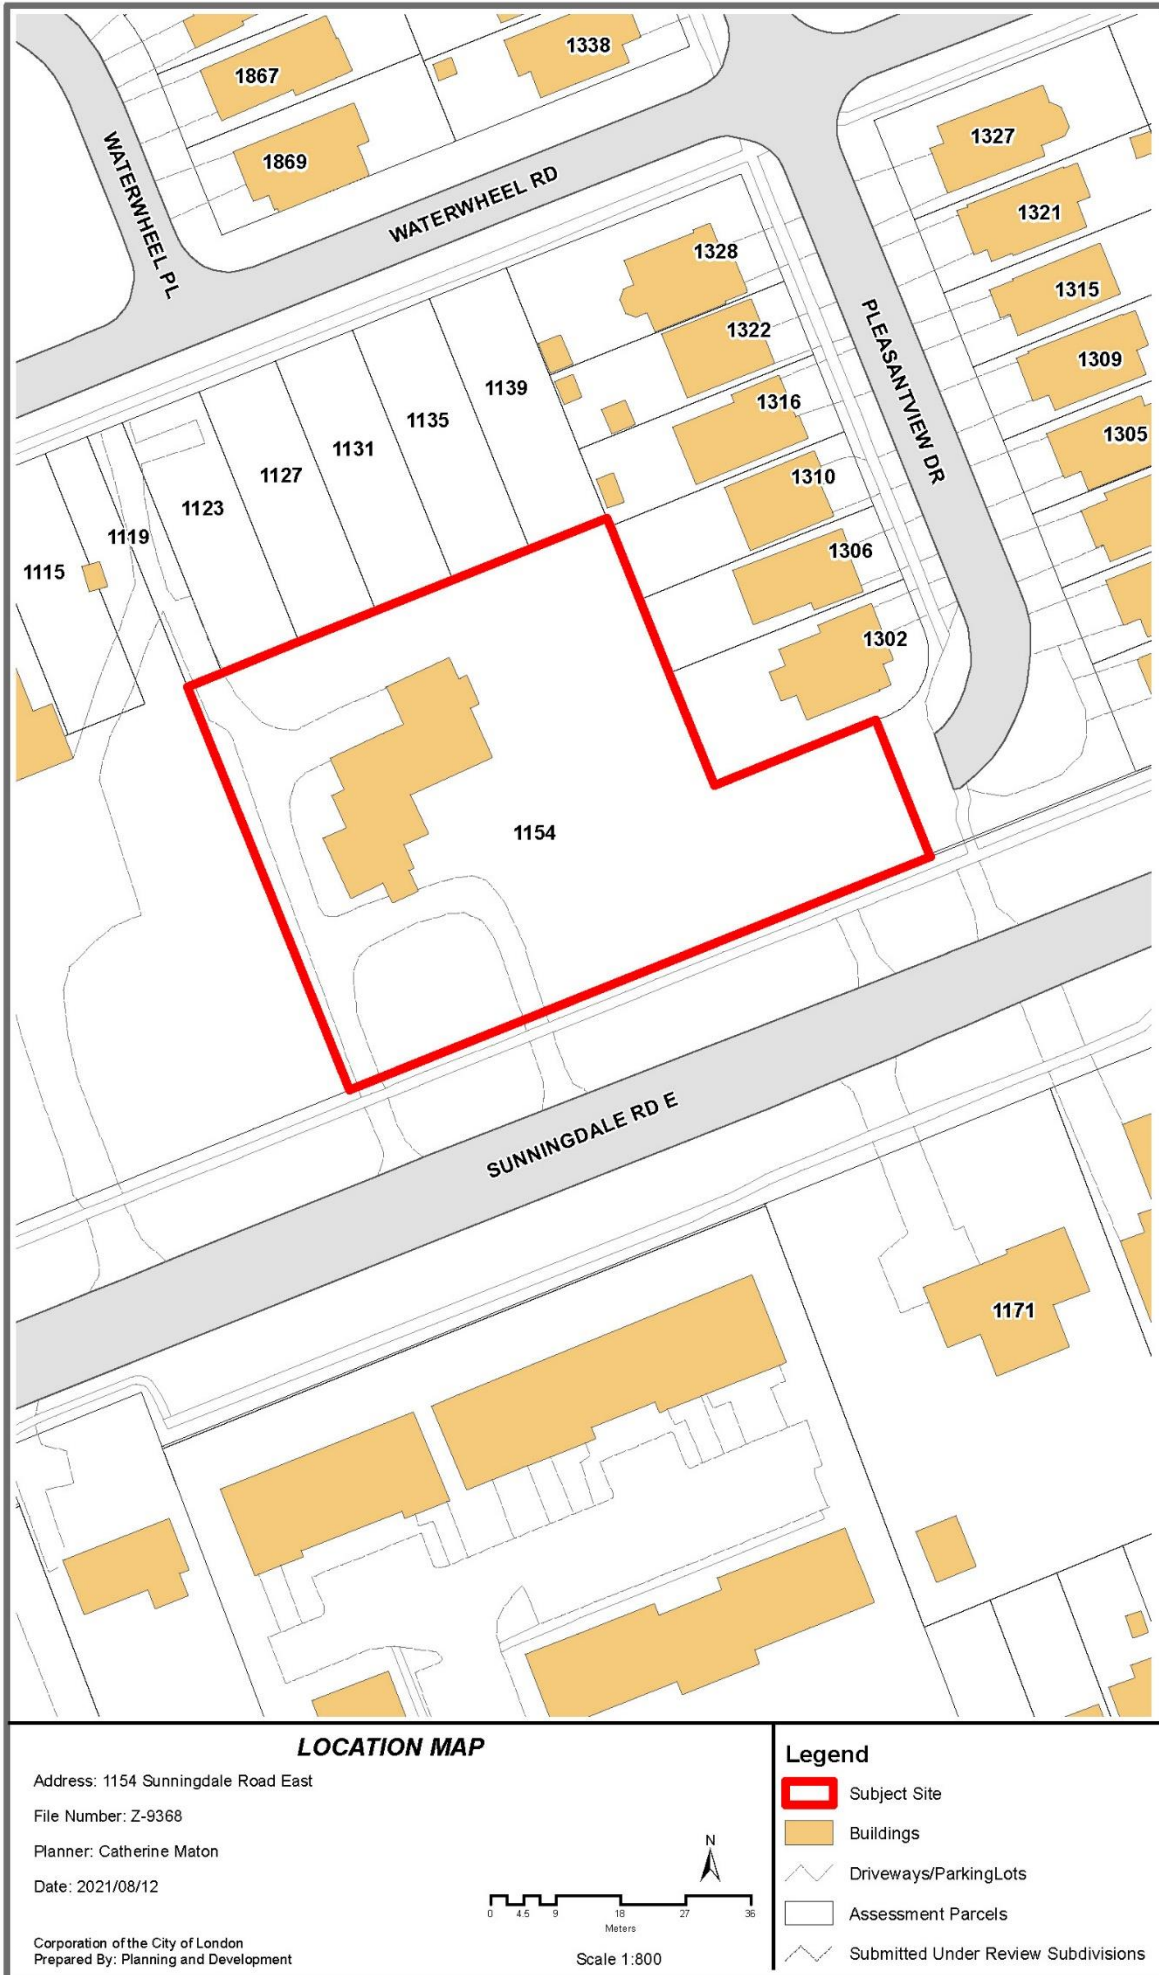 1338
1867
1327
1869
WATERWHEEL PL
WATERWHEEL RD
1321
1328
1315
1322
PLEASANTVIEW DR
1309
1139
1316
1135
1305
1131
1127
1310
1123
1119
1306
1115
1302
1154
SUNNINGDALE RD E
1171
LOCATION MAP
Address: 1154 Sunningdale Road East
File Number: Z-9368
Planner: Catherine Maton
Date: 2021/08/12
Corporation of the City of London
Prepared By: Planning and Development
N
0 4.5 9 18 27 36
Meters
Scale 1:800
Legend
Subject Site
Buildings
Driveways/ParkingLots
Assessment Parcels
Submitted Under Review Subdivisions